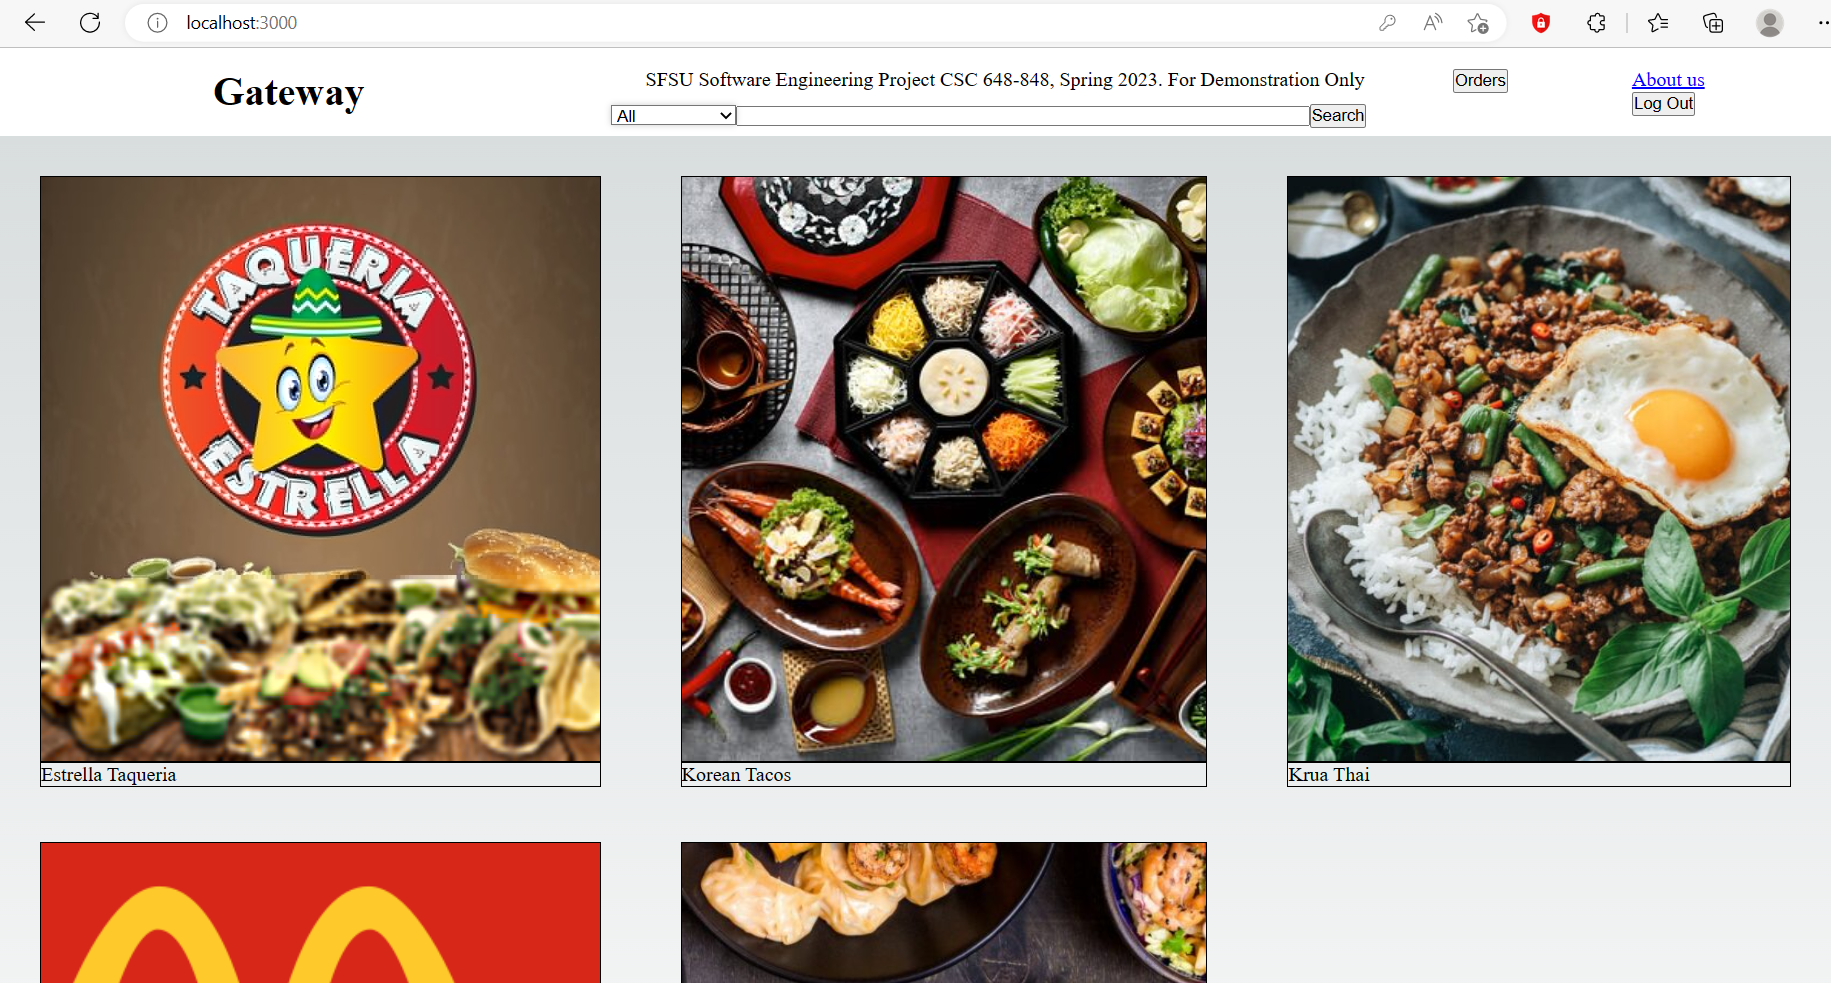 localhost:3000
Gateway
SFSU Software Engineering Project CSC 648-848, Spring 2023. For Demonstration Only
Orders
About us
All
Search
Log Out
TAQUERIA
ESTRELLA
Estrella Taqueria
Korean Tacos
Krua Thai